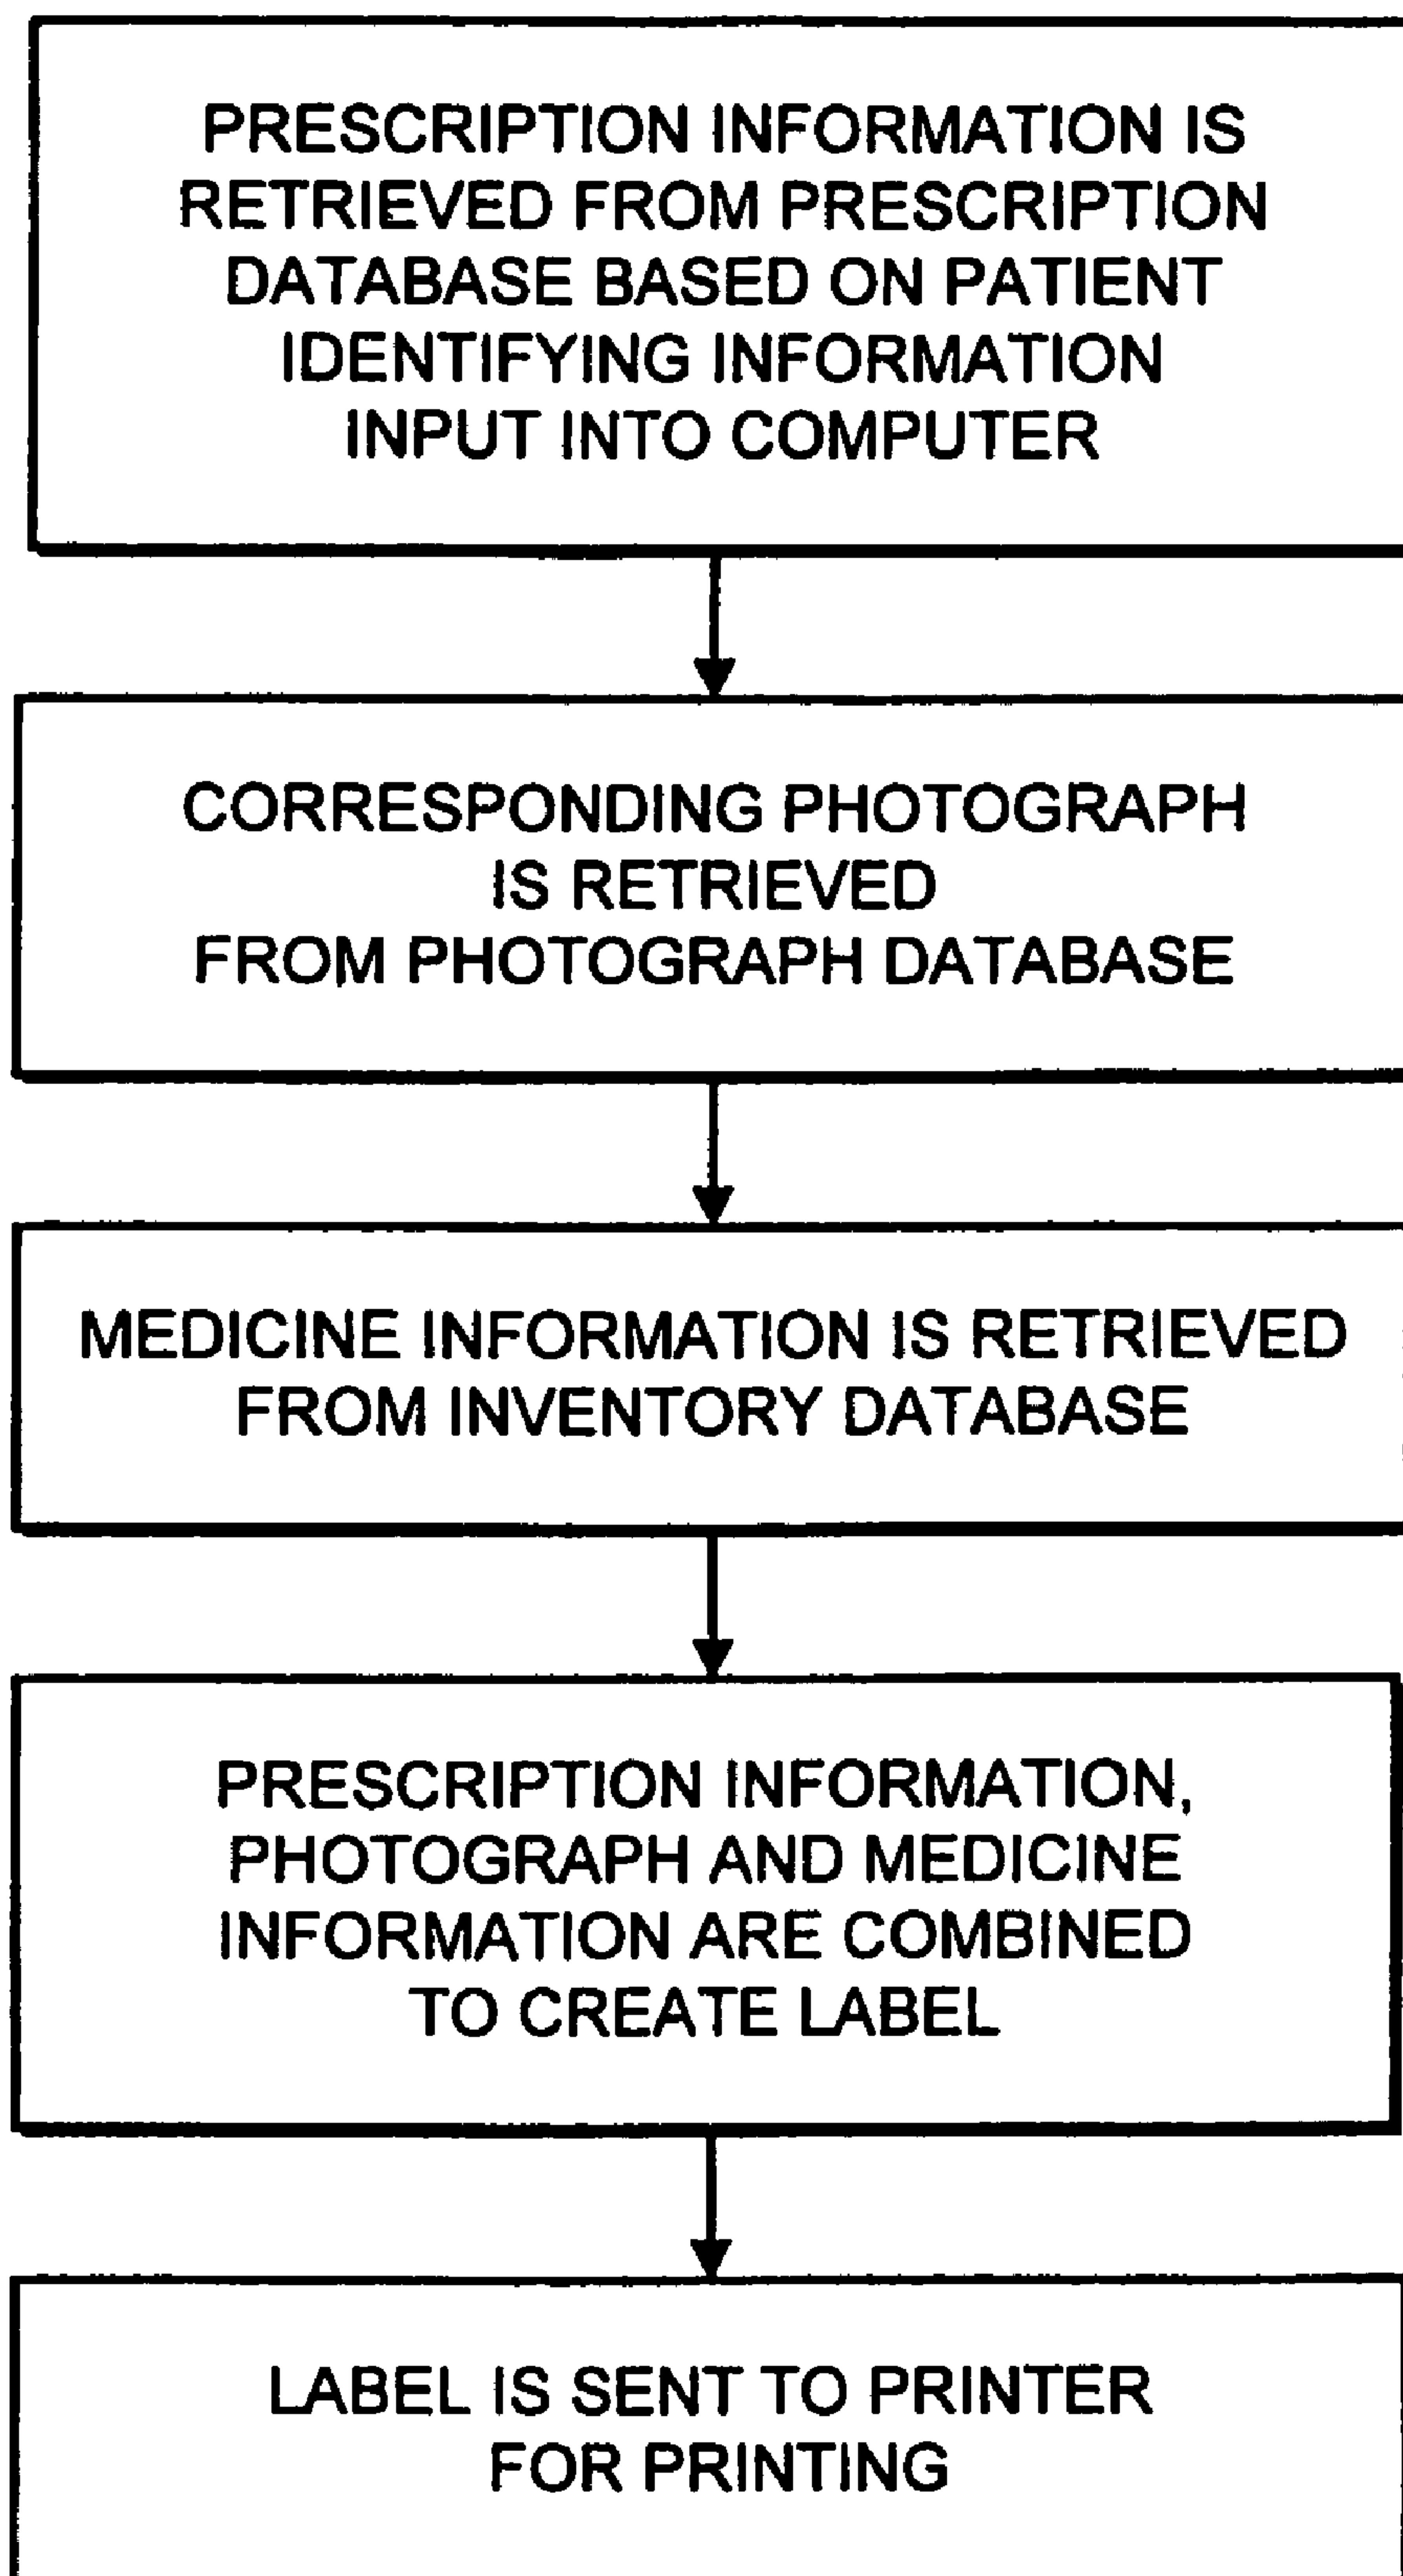 PRESCRIPTION INFORMATION IS
RETRIEVED FROM PRESCRIPTION
DATABASE BASED ON PATIENT
IDENTIFYING INFORMATION
INPUT INTO COMPUTER
CORRESPONDING PHOTOGRAPH
IS RETRIEVED
FROM PHOTOGRAPH DATABASE
MEDICINE INFORMATION IS RETRIEVED
FROM INVENTORY DATABASE
PRESCRIPTION INFORMATION,
PHOTOGRAPH AND MEDICINE
INFORMATION ARE COMBINED
TO CREATE LABEL
LABEL IS SENT TO PRINTER
FOR PRINTING